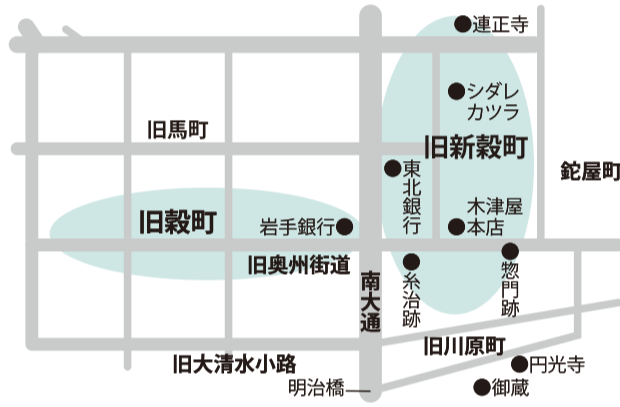 連正寺
シダレ
カツラ
旧馬町
旧新穀町
鉈屋町
東北銀行
旧穀町
岩手銀行
木津屋
本店
旧奥州街道
南大通
糸治跡
惣門跡
旧川原町
旧大清水小路
円光寺
明治橋
御蔵